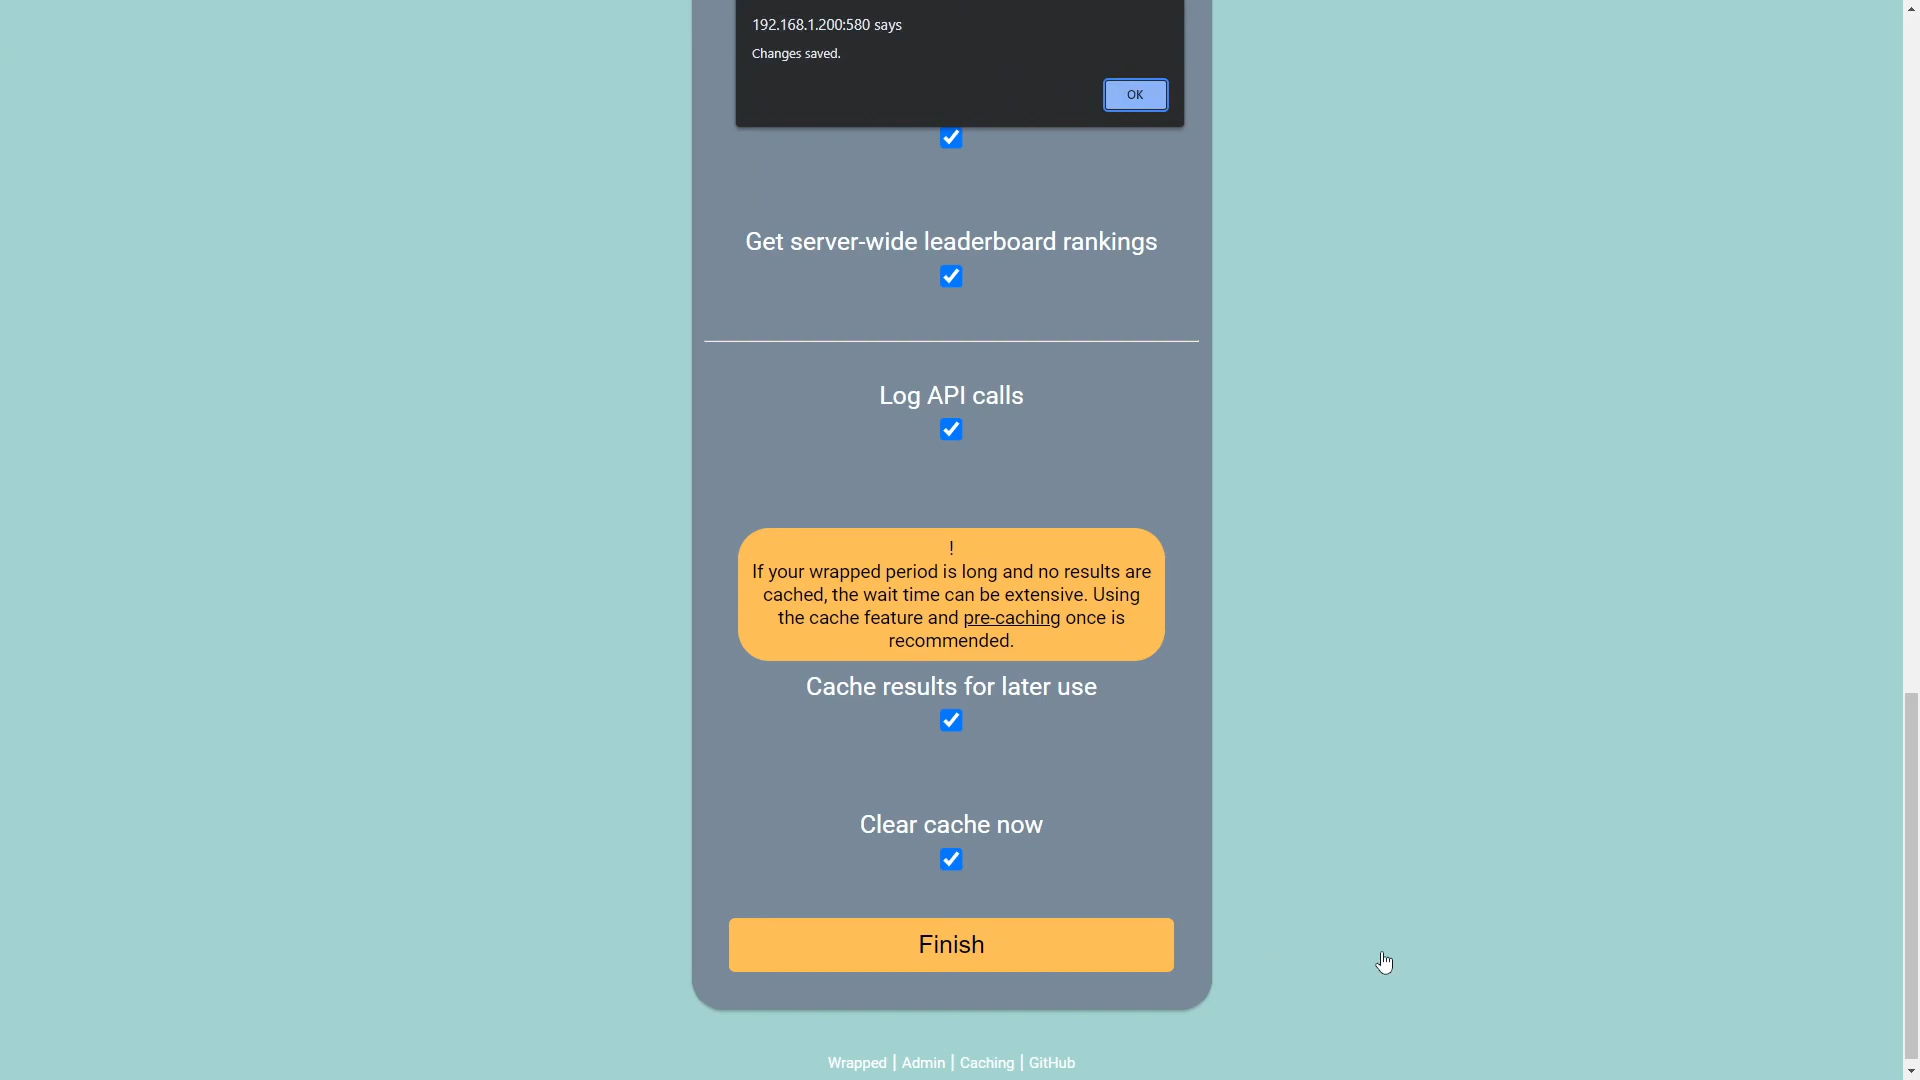 192.168.1.200:580 says
Changes saved.
OK
Get server-wide leaderboard rankings
Log API calls
!
If your wrapped period is long and no results are
cached, the wait time can be extensive. Using
the cache feature and pre-caching once is
recommended.
Cache results for later use
Clear cache now
Finish
Wrapped | Admin | Caching | GitHub